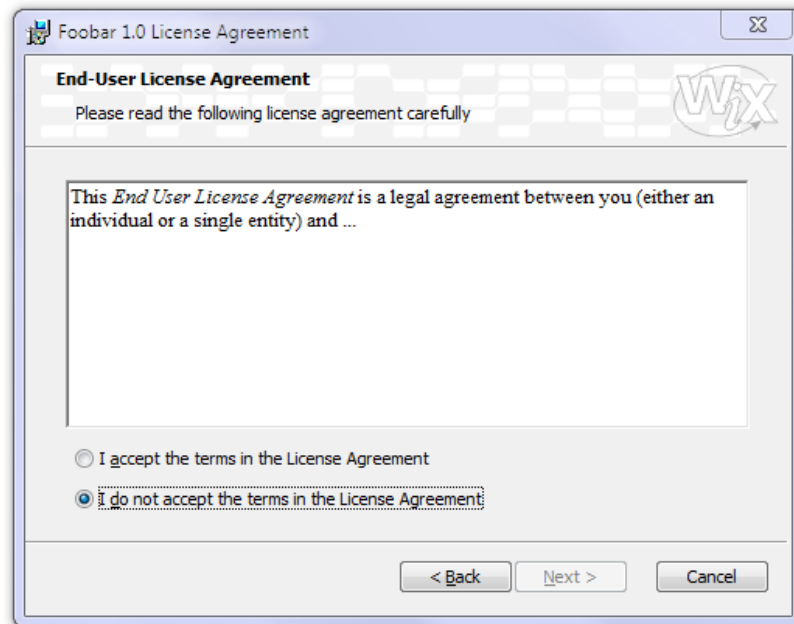 Foobar 1.0 License Agreement
End-User License Agreement
Please read the following license agreement carefully
WiX
This End User License Agreement is a legal agreement between you (either an
individual or a single entity) and ...
I accept the terms in the License Agreement
I do not accept the terms in the License Agreement
< Back
Next >
Cancel